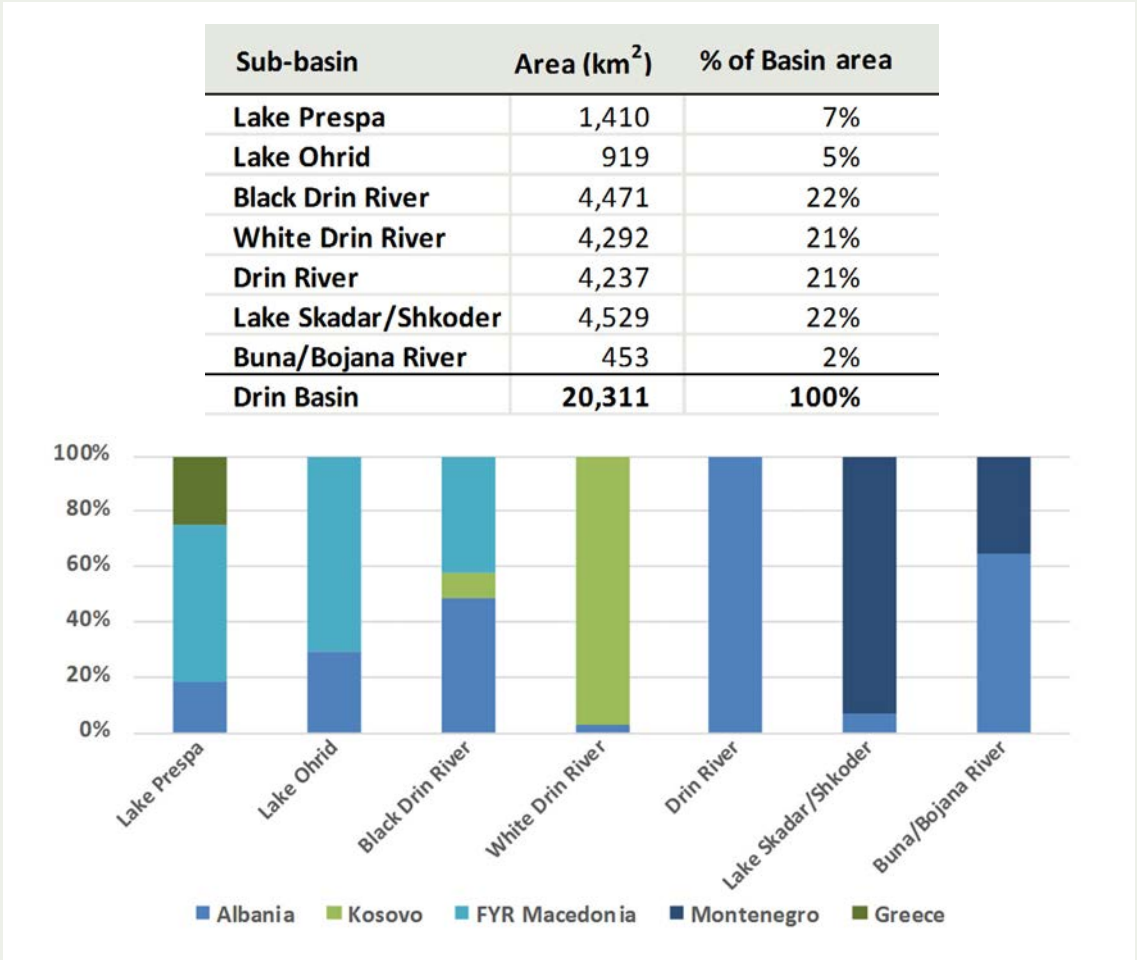 Sub-basin Area (km²) % of Basin area
Lake Prespa 1,410 7%
Lake Ohrid 919 5%
Black Drin River 4,471 22%
White Drin River 4,292 21%
Drin River 4,237 21%
Lake Skadar/Shkoder 4,529 22%
Buna/Bojana River 453 2%
Drin Basin 20,311 100%
100%
80%
60%
40%
20%
0%
Lake Prespa
Lake Ohrid
Black Drin River
White Drin River
Drin River
Lake Skadar/Shkoder
Buna/Bojana River
Albania Kosovo FYR Macedonia Montenegro Greece